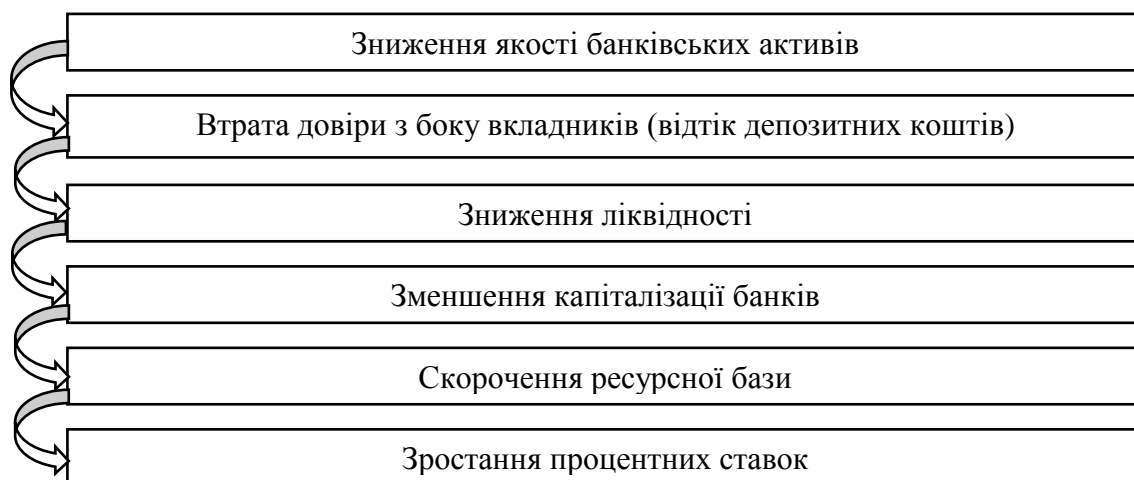 Зниження якості банківських активів
Втрата довіри з боку вкладників (відтік депозитних коштів)
Зниження ліквідності
Зменшення капіталізації банків
Скорочення ресурсної бази
Зростання процентних ставок